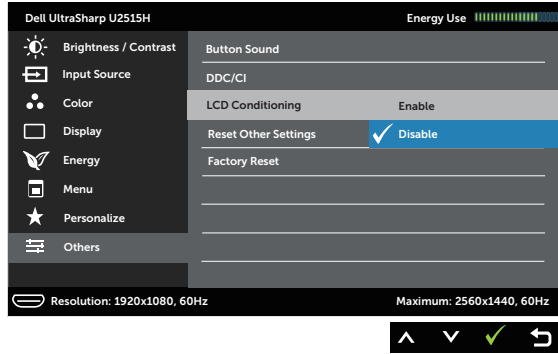 Dell UltraSharp U2515H Energy Use
Brightness / Contrast
Input Source
Color
Display
Energy
Menu
Personalize
Others
Button Sound
DDC/CI
LCD Conditioning Enable
Reset Other Settings Disable
Factory Reset
Resolution: 1920x1080, 60Hz Maximum: 2560x1440, 60Hz